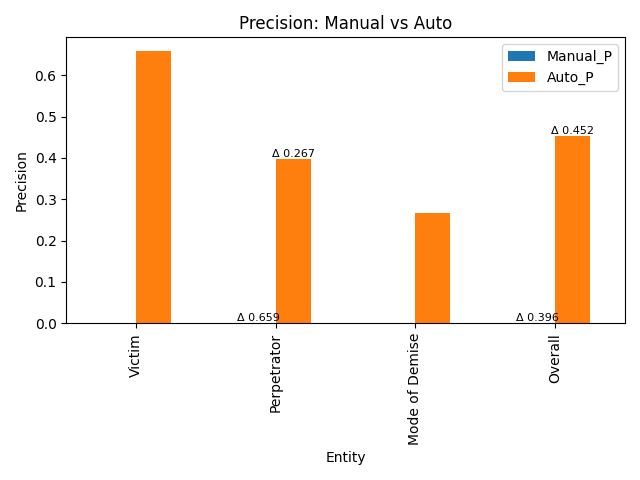 Precision: Manual vs Auto
Manual_P
Auto_P
Precision
0.6
0.5
0.4
0.3
0.2
0.1
0.0
Δ 0.659
Δ 0.267
Δ 0.396
Δ 0.452
Victim
Perpetrator
Mode of Demise
Overall
Entity